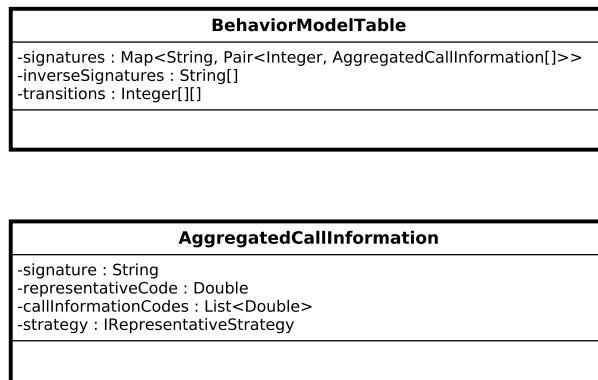 BehaviorModelTable
-signatures : Map<String, Pair<Integer, AggregatedCallInformation[]>>
-inverseSignatures : String[]
-transitions : Integer[][]
AggregatedCallInformation
-signature : String
-representativeCode : Double
-callInformationCodes : List<Double>
-strategy : IRepresentativeStrategy